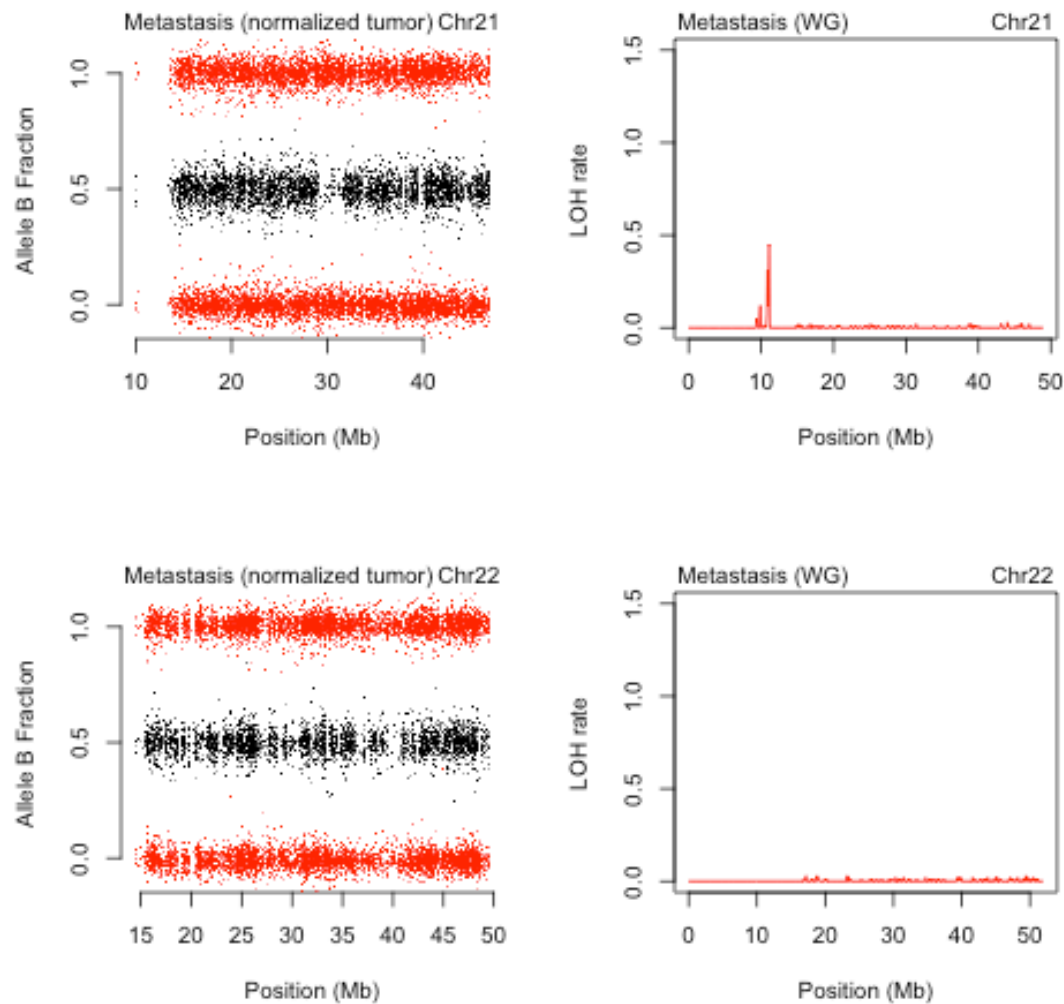 Metastasis (normalized tumor) Chr21
Allele B Fraction
1.0
0.5
0.0
10 20 30 40
Position (Mb)
Metastasis (WG) Chr21
LOH rate
1.5
1.0
0.5
0.0
0 10 20 30 40 50
Position (Mb)
Metastasis (normalized tumor) Chr22
Allele B Fraction
1.0
0.5
0.0
15 20 25 30 35 40 45 50
Position (Mb)
Metastasis (WG) Chr22
LOH rate
1.5
1.0
0.5
0.0
0 10 20 30 40 50
Position (Mb)